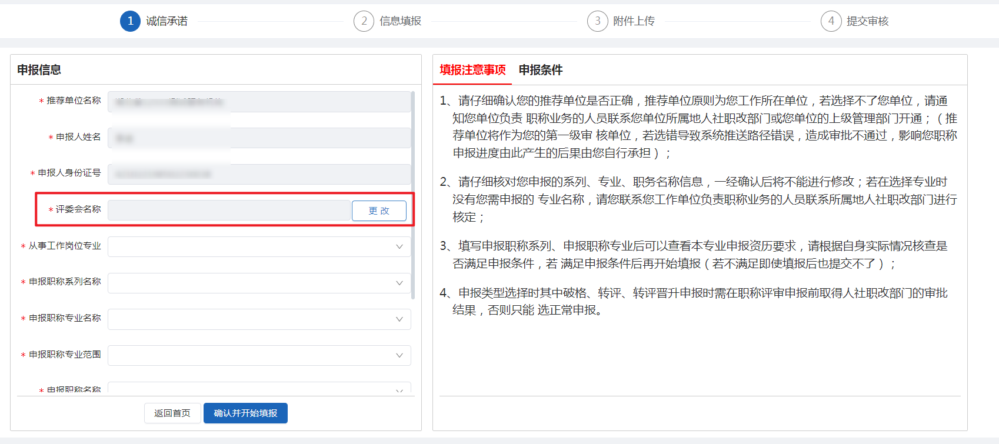 1 诚信承诺
2 信息填报
3 附件上传
4 提交审核
申报信息
* 推荐单位名称
* 申报人姓名
* 申报人身份证号
* 评委会名称
更 改
* 从事工作岗位专业
* 申报职称系列名称
* 申报职称专业名称
* 申报职称专业范围
* 申报职称名称
返回首页
确认并开始填报
填报注意事项
申报条件
1、请仔细确认您的推荐单位是否正确，推荐单位原则为您工作所在单位，若选择不了您单位，请通
知您单位负责 职称业务的人员联系您单位所属地人社职改部门或您单位的上级管理部门开通；（推
荐单位将作为您的第一级审 核单位，若选错导致系统推送路径错误，造成审批不通过，影响您职称
申报进度由此产生的后果由您自行承担）；
2、请仔细核对您申报的系列、专业、职务名称信息，一经确认后将不能进行修改；若在选择专业时
没有您需申报的 专业名称，请您联系您工作单位负责职称业务的人员联系所属地人社职改部门进行
核定；
3、填写申报职称系列、申报职称专业后可以查看本专业申报资历要求，请根据自身实际情况核查是
否满足申报条件，若 满足申报条件后再开始填报（若不满足即使填报后也提交不了）；
4、申报类型选择时其中破格、转评、转评晋升申报时需在职称评审申报前取得人社职改部门的审批
结果，否则只能 选正常申报。